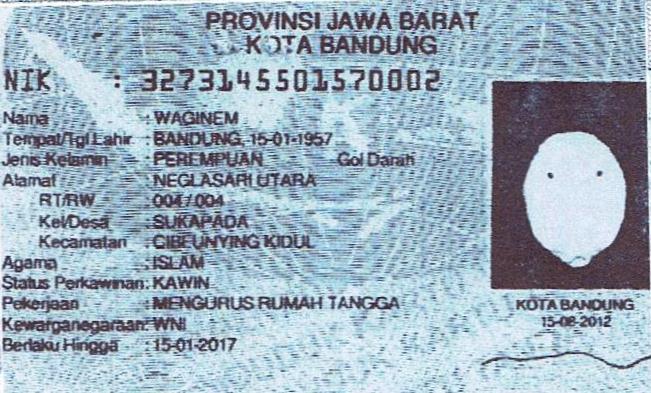 PROVINSI JAWA BARAT
KOTA BANDUNG
NIK : 3273145501570002
Nama : WAGINEM
Tempat/Tgl Lahir : BANDUNG, 15-01-1957
Jenis Kelamin : PEREMPUAN Gol Darah
Alamat : NEGLASARI UTARA
RT/RW : 004/004
Kel/Desa : SUKAPADA
Kecamatan : CIBEUNYING KIDUL
Agama : ISLAM
Status Perkawinan: KAWIN
Pekerjaan : MENGURUS RUMAH TANGGA
Kewarganegaraan: WNI
Berlaku Hingga : 15-01-2017
KOTA BANDUNG
15-08-2012